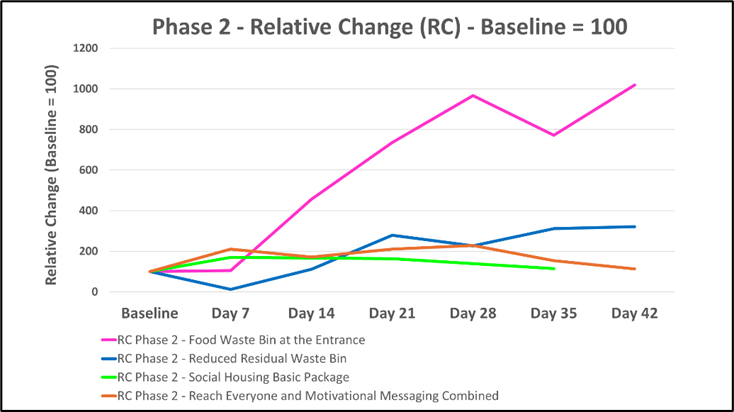 Phase 2 - Relative Change (RC) - Baseline = 100
Relative Change (Baseline = 100)
1200
1000
800
600
400
200
0
Baseline Day 7 Day 14 Day 21 Day 28 Day 35 Day 42
RC Phase 2 - Food Waste Bin at the Entrance
RC Phase 2 - Reduced Residual Waste Bin
RC Phase 2 - Social Housing Basic Package
RC Phase 2 - Reach Everyone and Motivational Messaging Combined